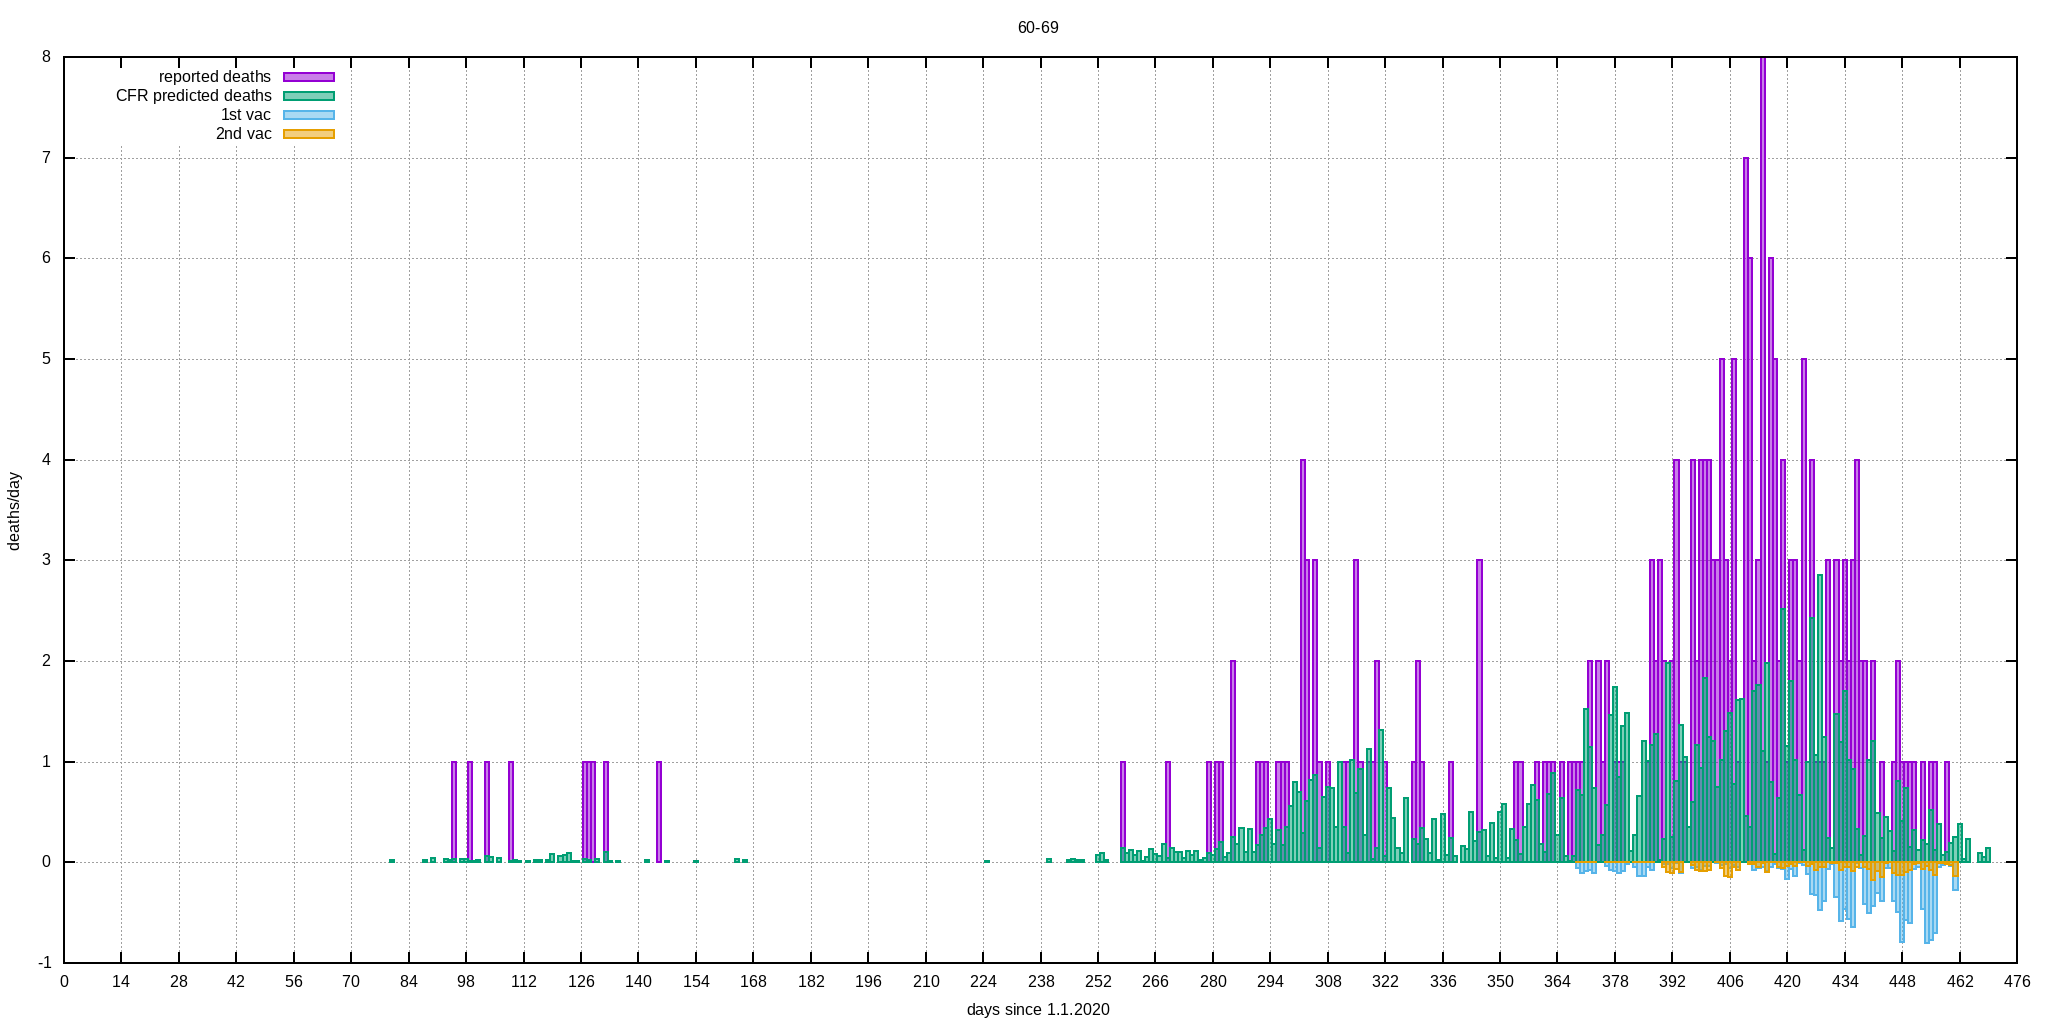 60-69
reported deaths
CFR predicted deaths
1st vac
2nd vac
8
7
6
5
4
3
2
1
0
-1
deaths/day
0 14 28 42 56 70 84 98 112 126 140 154 168 182 196 210 224 238 252 266 280 294 308 322 336 350 364 378 392 406 420 434 448 462 476
days since 1.1.2020